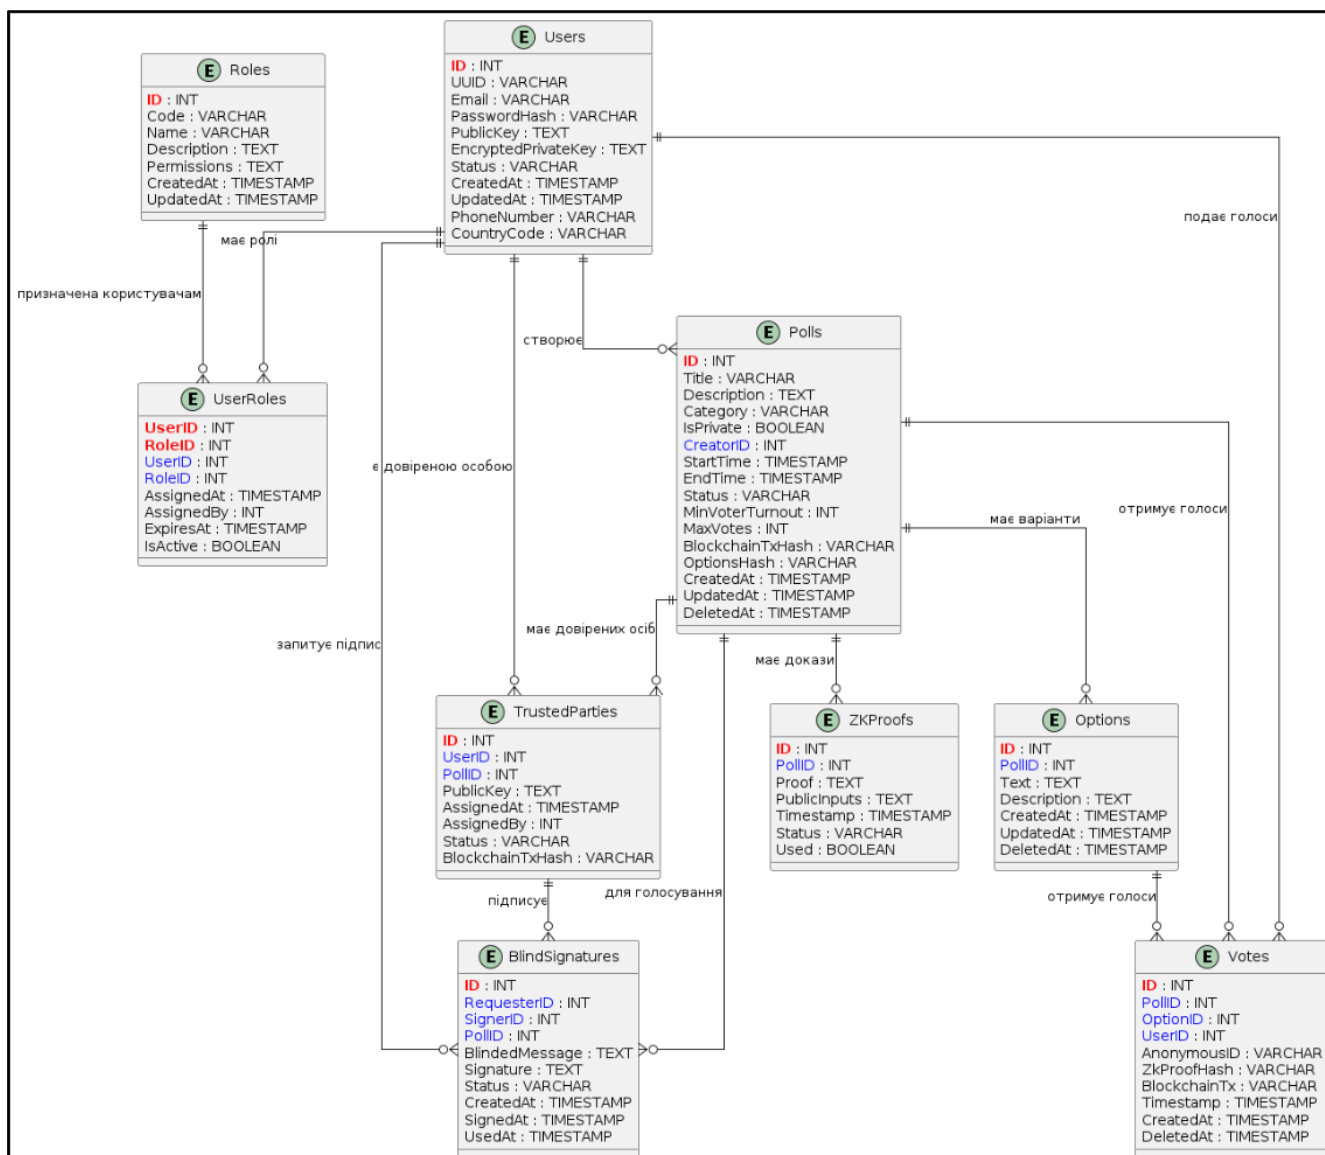 E Users
ID : INT
UUID : VARCHAR
Email : VARCHAR
PasswordHash : VARCHAR
PublicKey : TEXT
EncryptedPrivateKey : TEXT
Status : VARCHAR
CreatedAt : TIMESTAMP
UpdatedAt : TIMESTAMP
PhoneNumber : VARCHAR
CountryCode : VARCHAR
E Roles
ID : INT
Code : VARCHAR
Name : VARCHAR
Description : TEXT
Permissions : TEXT
CreatedAt : TIMESTAMP
UpdatedAt : TIMESTAMP
подає голоси
має ролі
призначена користувачам
створює
E Polls
ID : INT
Title : VARCHAR
Description : TEXT
Category : VARCHAR
IsPrivate : BOOLEAN
CreatorID : INT
StartTime : TIMESTAMP
EndTime : TIMESTAMP
Status : VARCHAR
MinVoterTurnout : INT
MaxVotes : INT
BlockchainTxHash : VARCHAR
OptionsHash : VARCHAR
CreatedAt : TIMESTAMP
UpdatedAt : TIMESTAMP
DeletedAt : TIMESTAMP
E UserRoles
UserID : INT
RoleID : INT
UserID : INT
RoleID : INT
AssignedAt : TIMESTAMP
AssignedBy : INT
ExpiresAt : TIMESTAMP
IsActive : BOOLEAN
є довіреною особою
отримує голоси
має варіанти
запитує підпис
має довірених осіб
має докази
E TrustedParties
ID : INT
UserID : INT
PollID : INT
PublicKey : TEXT
AssignedAt : TIMESTAMP
AssignedBy : INT
Status : VARCHAR
BlockchainTxHash : VARCHAR
E ZKProofs
ID : INT
PollID : INT
Proof : TEXT
PublicInputs : TEXT
Timestamp : TIMESTAMP
Status : VARCHAR
Used : BOOLEAN
E Options
ID : INT
PollID : INT
Text : TEXT
Description : TEXT
CreatedAt : TIMESTAMP
UpdatedAt : TIMESTAMP
DeletedAt : TIMESTAMP
підписує
для голосування
отримує голоси
E BlindSignatures
ID : INT
RequesterID : INT
SignerID : INT
PollID : INT
BlindedMessage : TEXT
Signature : TEXT
Status : VARCHAR
CreatedAt : TIMESTAMP
SignedAt : TIMESTAMP
UsedAt : TIMESTAMP
E Votes
ID : INT
PollID : INT
OptionID : INT
UserID : INT
AnonymousID : VARCHAR
ZkProofHash : VARCHAR
BlockchainTx : VARCHAR
Timestamp : TIMESTAMP
CreatedAt : TIMESTAMP
DeletedAt : TIMESTAMP